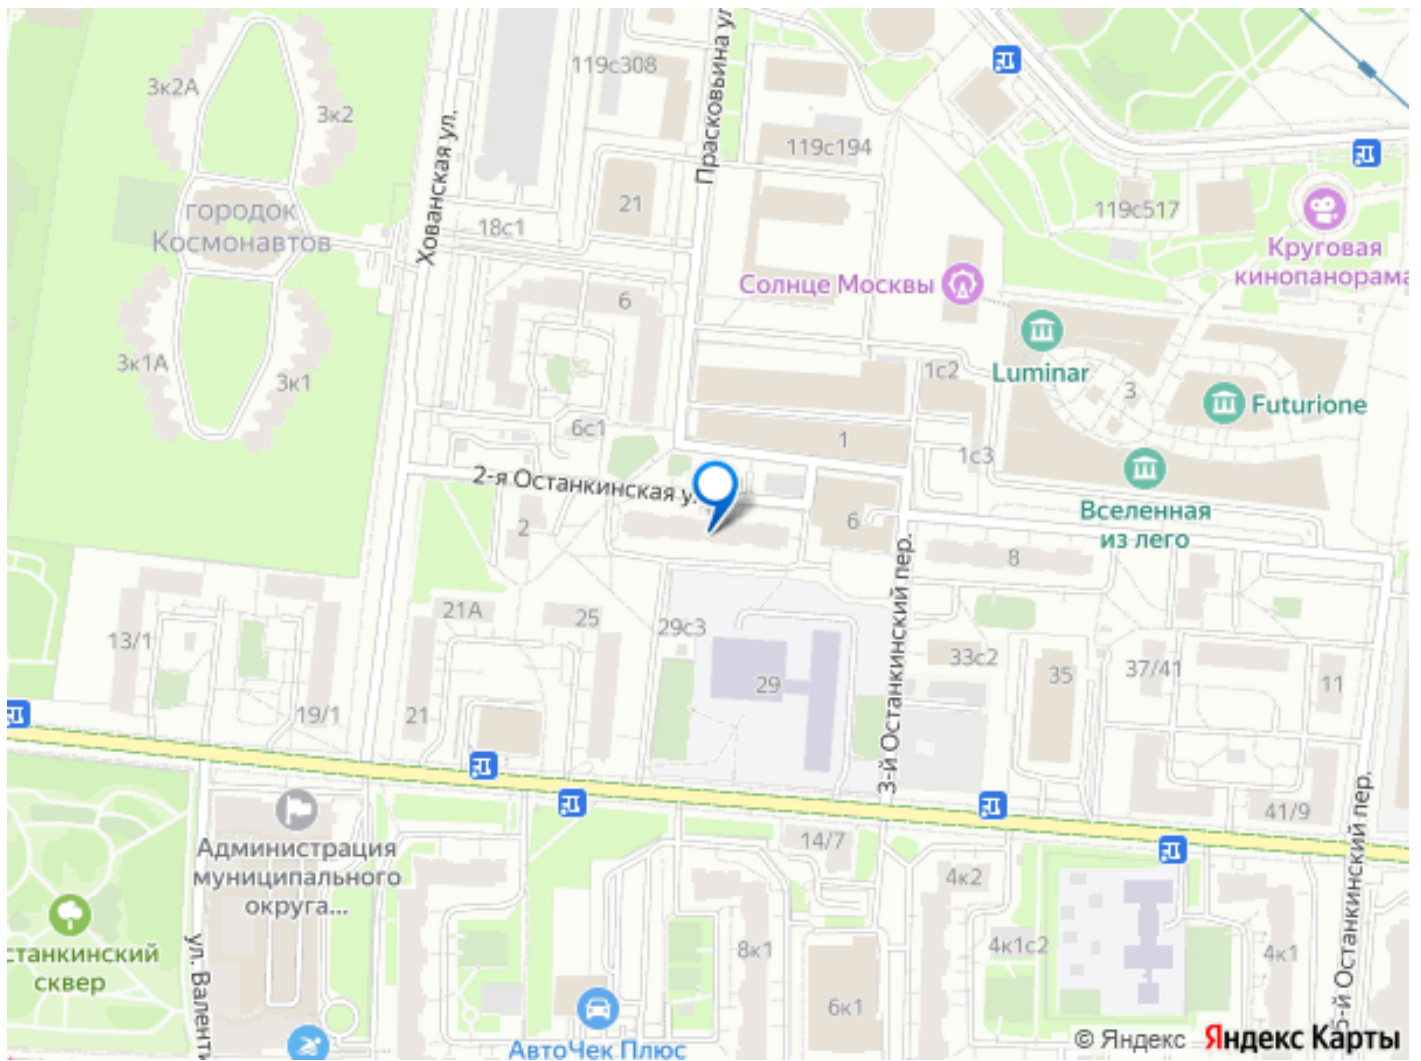 119с308
Прасковьина ул
3к2А
3к2
Хованская ул.
119с194
городок
Космонавтов
21
18с1
119с517
Круговая
кинопанорама
Солнце Москвы
6
3к1А
3к1
Luminar
1с2
3
Futurione
6с1
1
1с3
2-я Останкинская у
Вселенная
из лего
2
6
8
3-й Останкинский пер.
21А
25
29с3
13/1
33с2
37/41
35
29
11
19/1
21
5-й Останкинский пер.
41/9
14/7
Администрация
муниципального
округа...
4к2
станкинский
сквер
ул. Валенти
8к1
4к1с2
4к1
6к1
АвтоЧек Плюс
© Яндекс Яндекс Карты